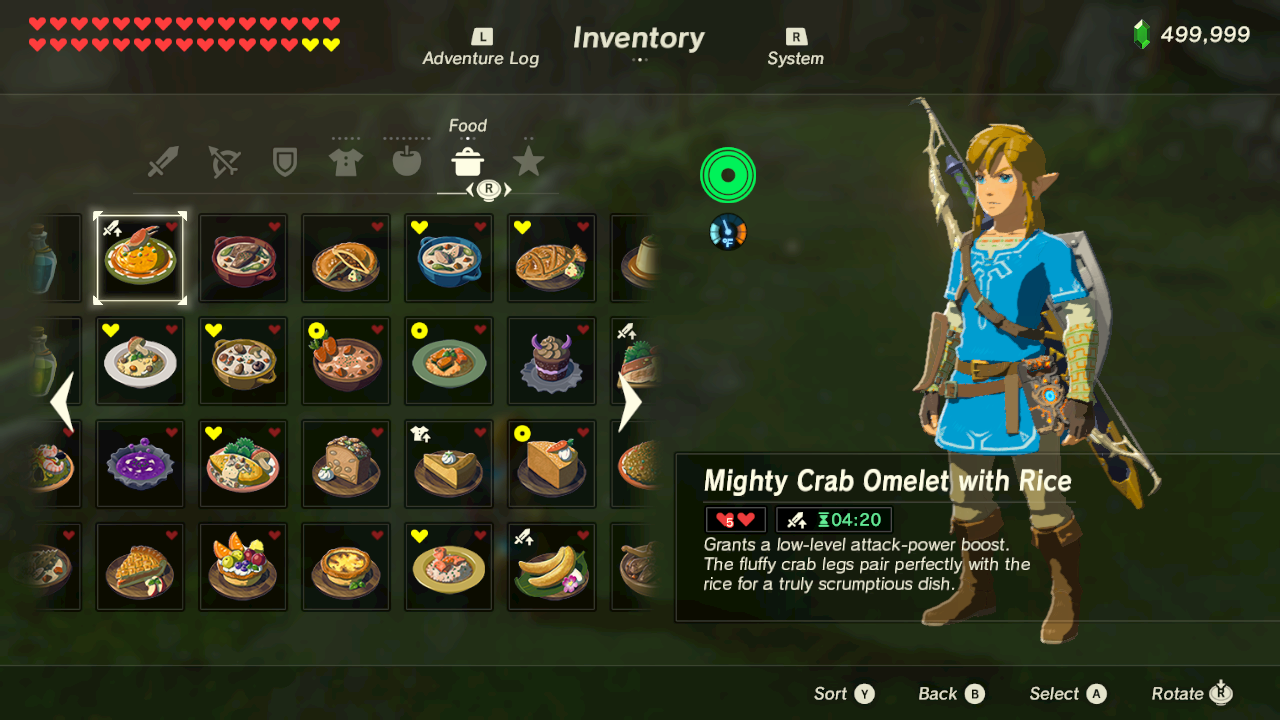 L
Adventure Log
Inventory
R
System
499,999
Food
R
°F
Mighty Crab Omelet with Rice
5
04:20
Grants a low-level attack-power boost.
The fluffy crab legs pair perfectly with the
rice for a truly scrumptious dish.
Sort Y
Back B
Select A
Rotate R